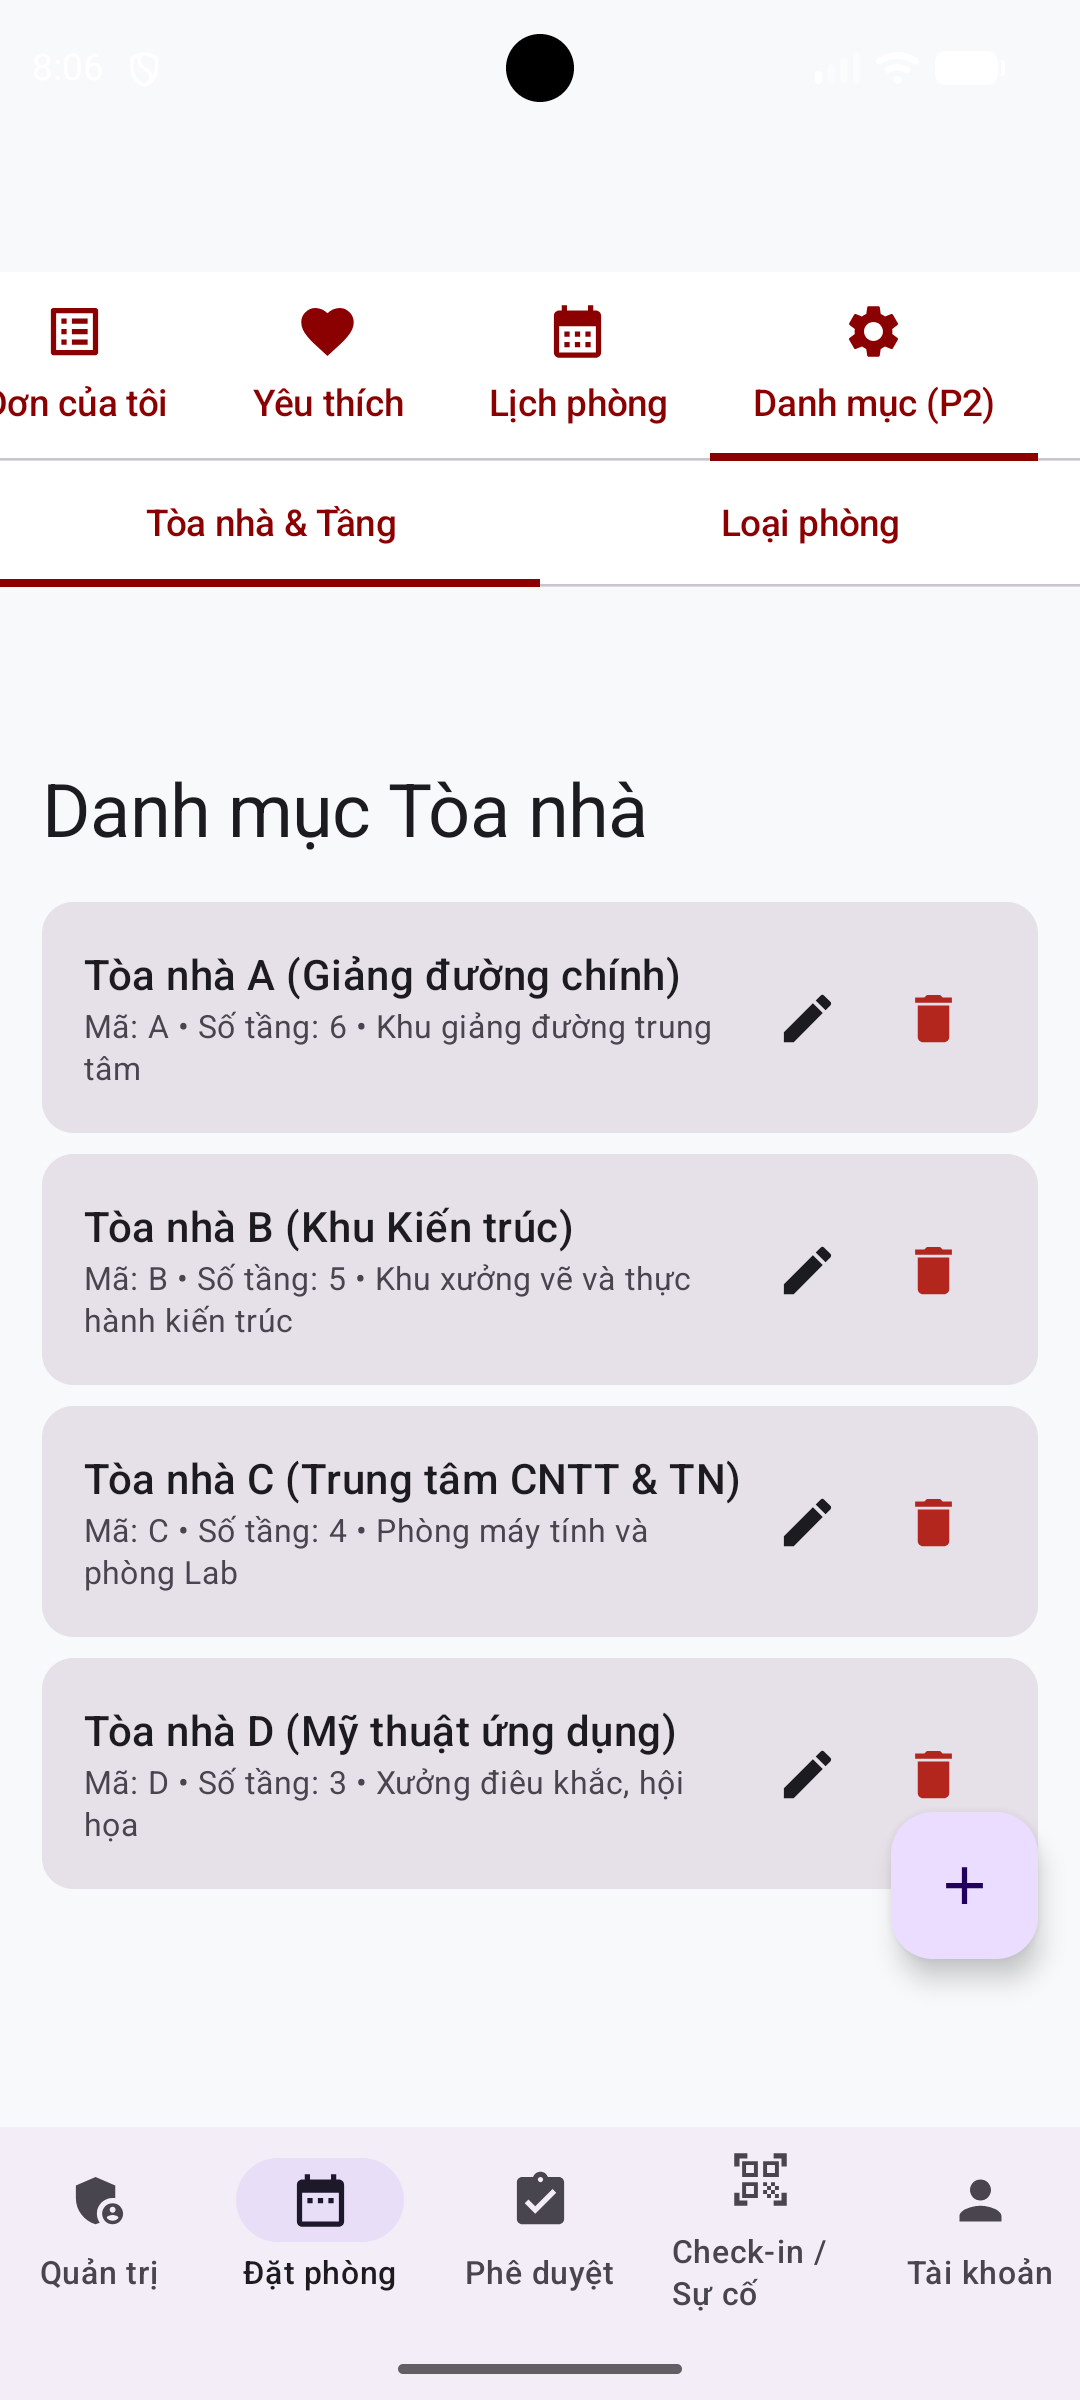 8:06
Đơn của tôi
Yêu thích
Lịch phòng
Danh mục (P2)
Tòa nhà & Tầng
Loại phòng
Danh mục Tòa nhà
Tòa nhà A (Giảng đường chính)
Mã: A • Số tầng: 6 • Khu giảng đường trung
tâm
Tòa nhà B (Khu Kiến trúc)
Mã: B • Số tầng: 5 • Khu xưởng vẽ và thực
hành kiến trúc
Tòa nhà C (Trung tâm CNTT & TN)
Mã: C • Số tầng: 4 • Phòng máy tính và
phòng Lab
Tòa nhà D (Mỹ thuật ứng dụng)
Mã: D • Số tầng: 3 • Xưởng điêu khắc, hội
họa
Quản trị
Đặt phòng
Phê duyệt
Check-in /
Sự cố
Tài khoản